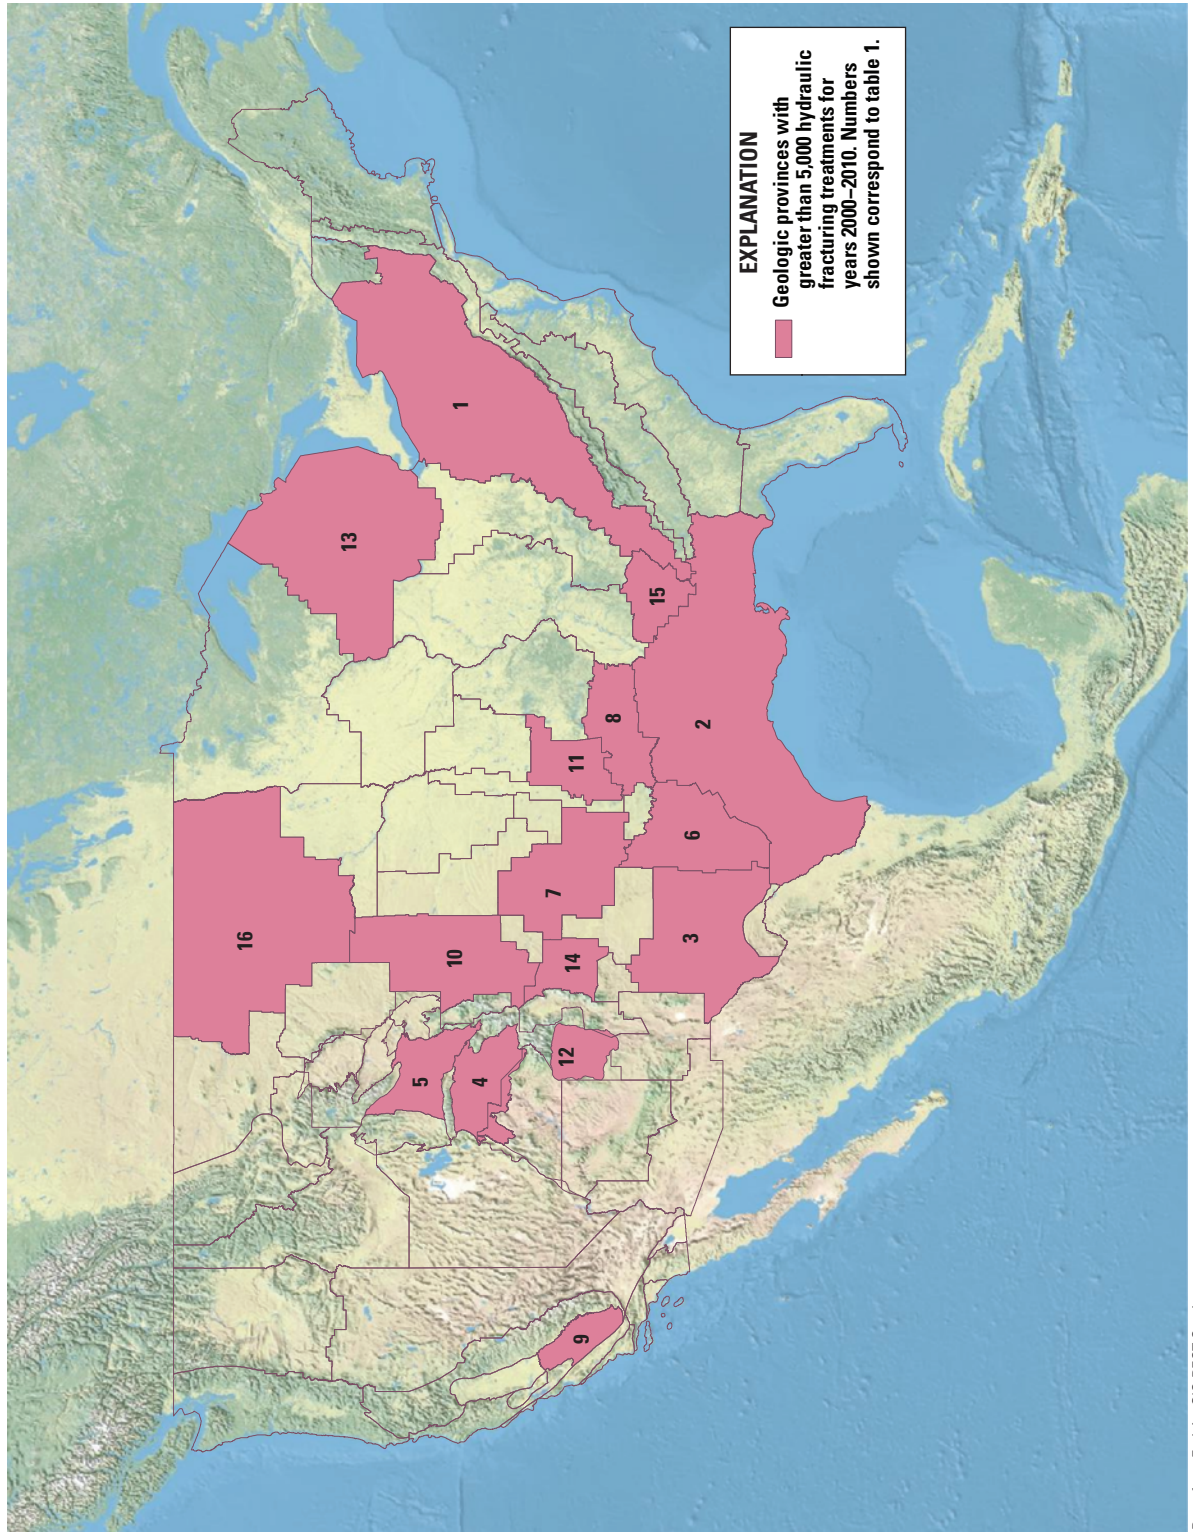 EXPLANATION
Geologic provinces with
greater than 5,000 hydraulic
fracturing treatments for
years 2000–2010. Numbers
shown correspond to table 1.
16
13
1
5
10
4
12
14
7
11
8
15
9
3
6
2